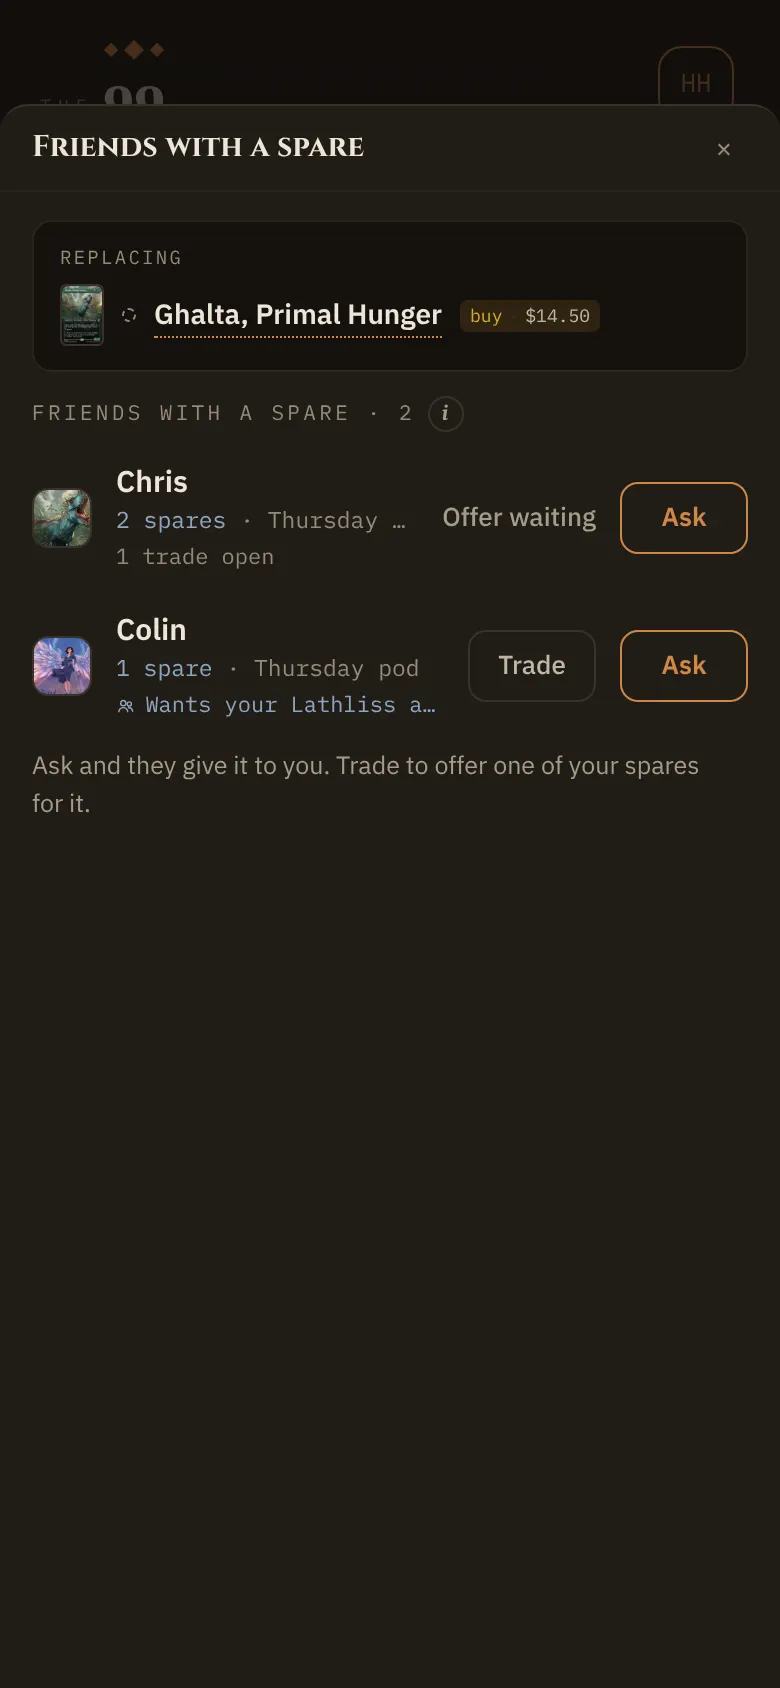 THE 99
HH
FRIENDS WITH A SPARE
×
REPLACING
Ghalta, Primal Hunger buy · $14.50
FRIENDS WITH A SPARE · 2 i
Chris
2 spares · Thursday … Offer waiting Ask
1 trade open
Colin
1 spare · Thursday pod Trade Ask
Wants your Lathliss a…
Ask and they give it to you. Trade to offer one of your spares
for it.